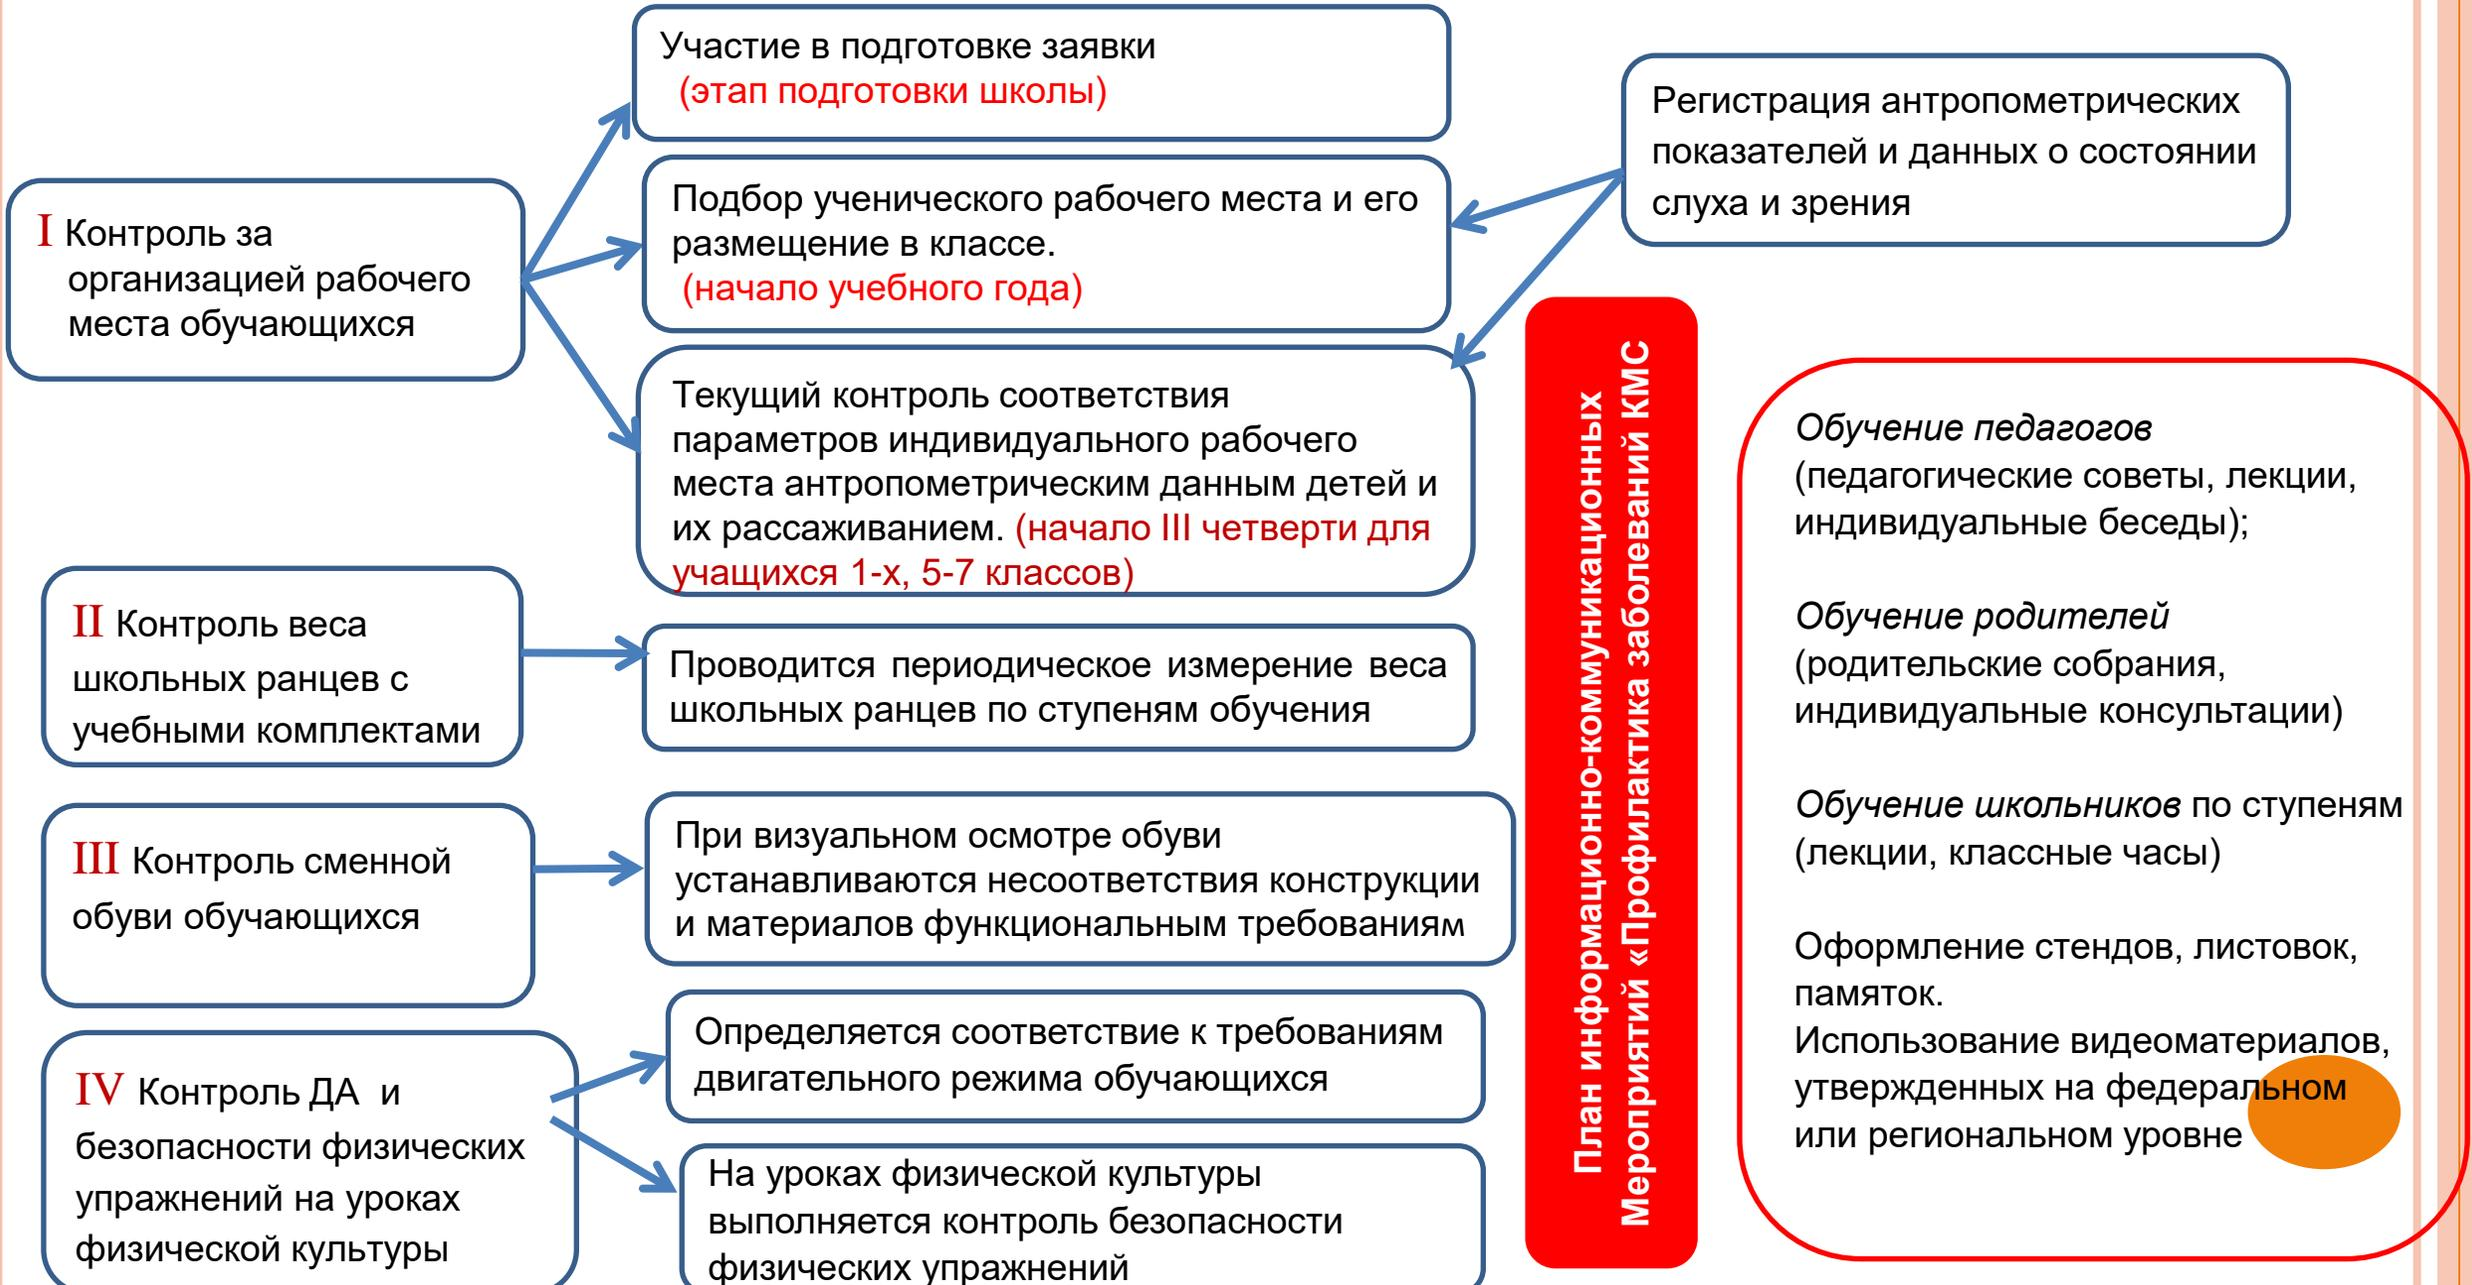 Участие в подготовке заявки
(этап подготовки школы)
Регистрация антропометрических
показателей и данных о состоянии
слуха и зрения
Подбор ученического рабочего места и его
размещение в классе.
(начало учебного года)
I Контроль за
организацией рабочего
места обучающихся
Текущий контроль соответствия
параметров индивидуального рабочего
места антропометрическим данным детей и
их рассаживанием. (начало III четверти для
учащихся 1-х, 5-7 классов)
II Контроль веса
школьных ранцев с
учебными комплектами
Проводится периодическое измерение веса
школьных ранцев по ступеням обучения
III Контроль сменной
обуви обучающихся
При визуальном осмотре обуви
устанавливаются несоответствия конструкции
и материалов функциональным требованиям
IV Контроль ДА и
безопасности физических
упражнений на уроках
физической культуры
Определяется соответствие к требованиям
двигательного режима обучающихся
На уроках физической культуры
выполняется контроль безопасности
физических упражнений
План информационно-коммуникационных
Мероприятий «Профилактика заболеваний КМС
Обучение педагогов
(педагогические советы, лекции,
индивидуальные беседы);
Обучение родителей
(родительские собрания,
индивидуальные консультации)
Обучение школьников по ступеням
(лекции, классные часы)
Оформление стендов, листовок,
памяток.
Использование видеоматериалов,
утвержденных на федеральном
или региональном уровне